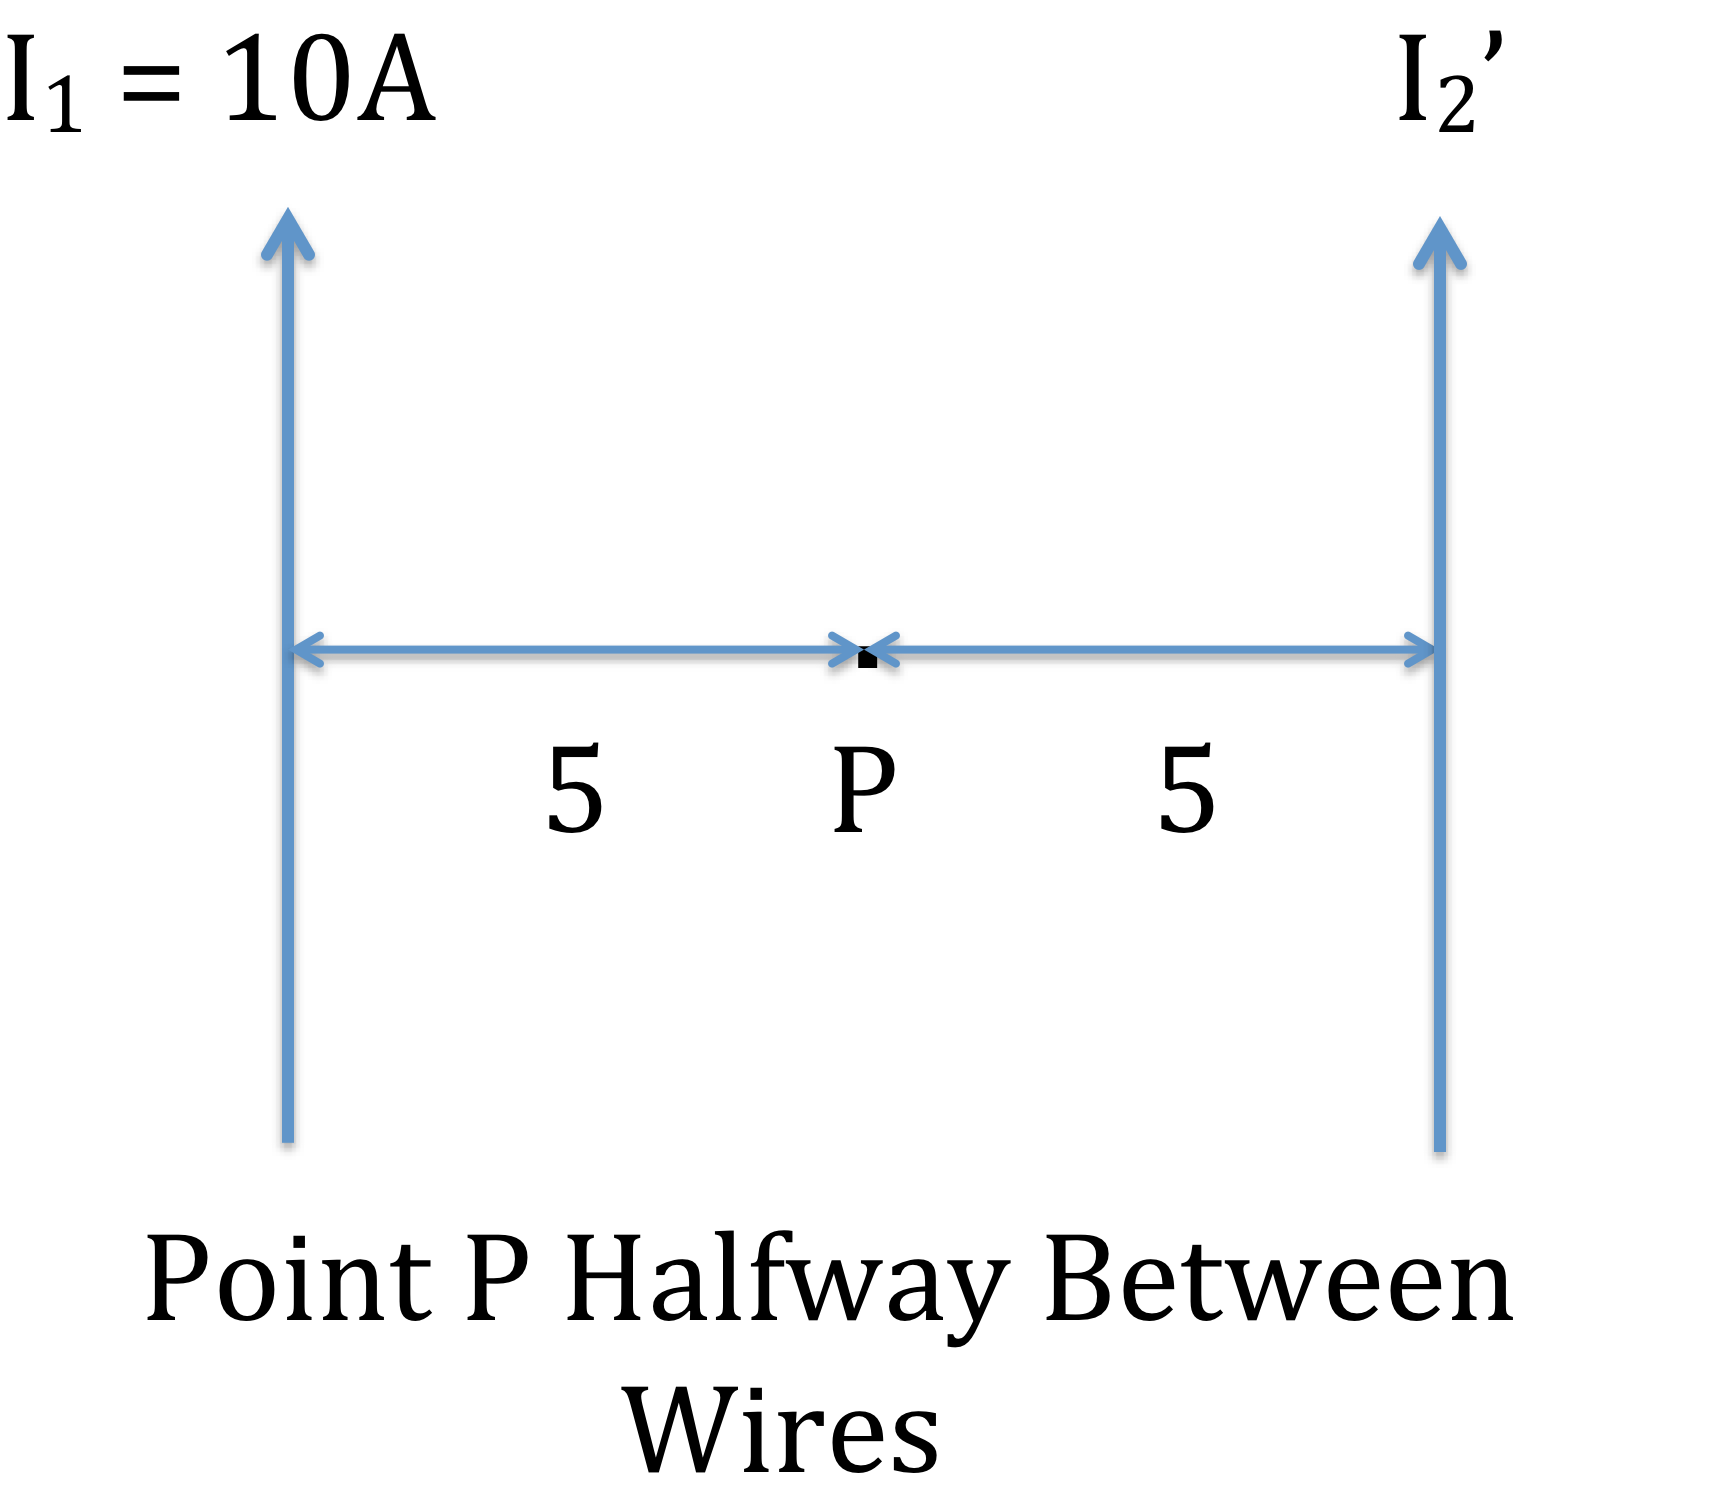 I₁ = 10A I₂’
5 P 5
Point P Halfway Between
Wires